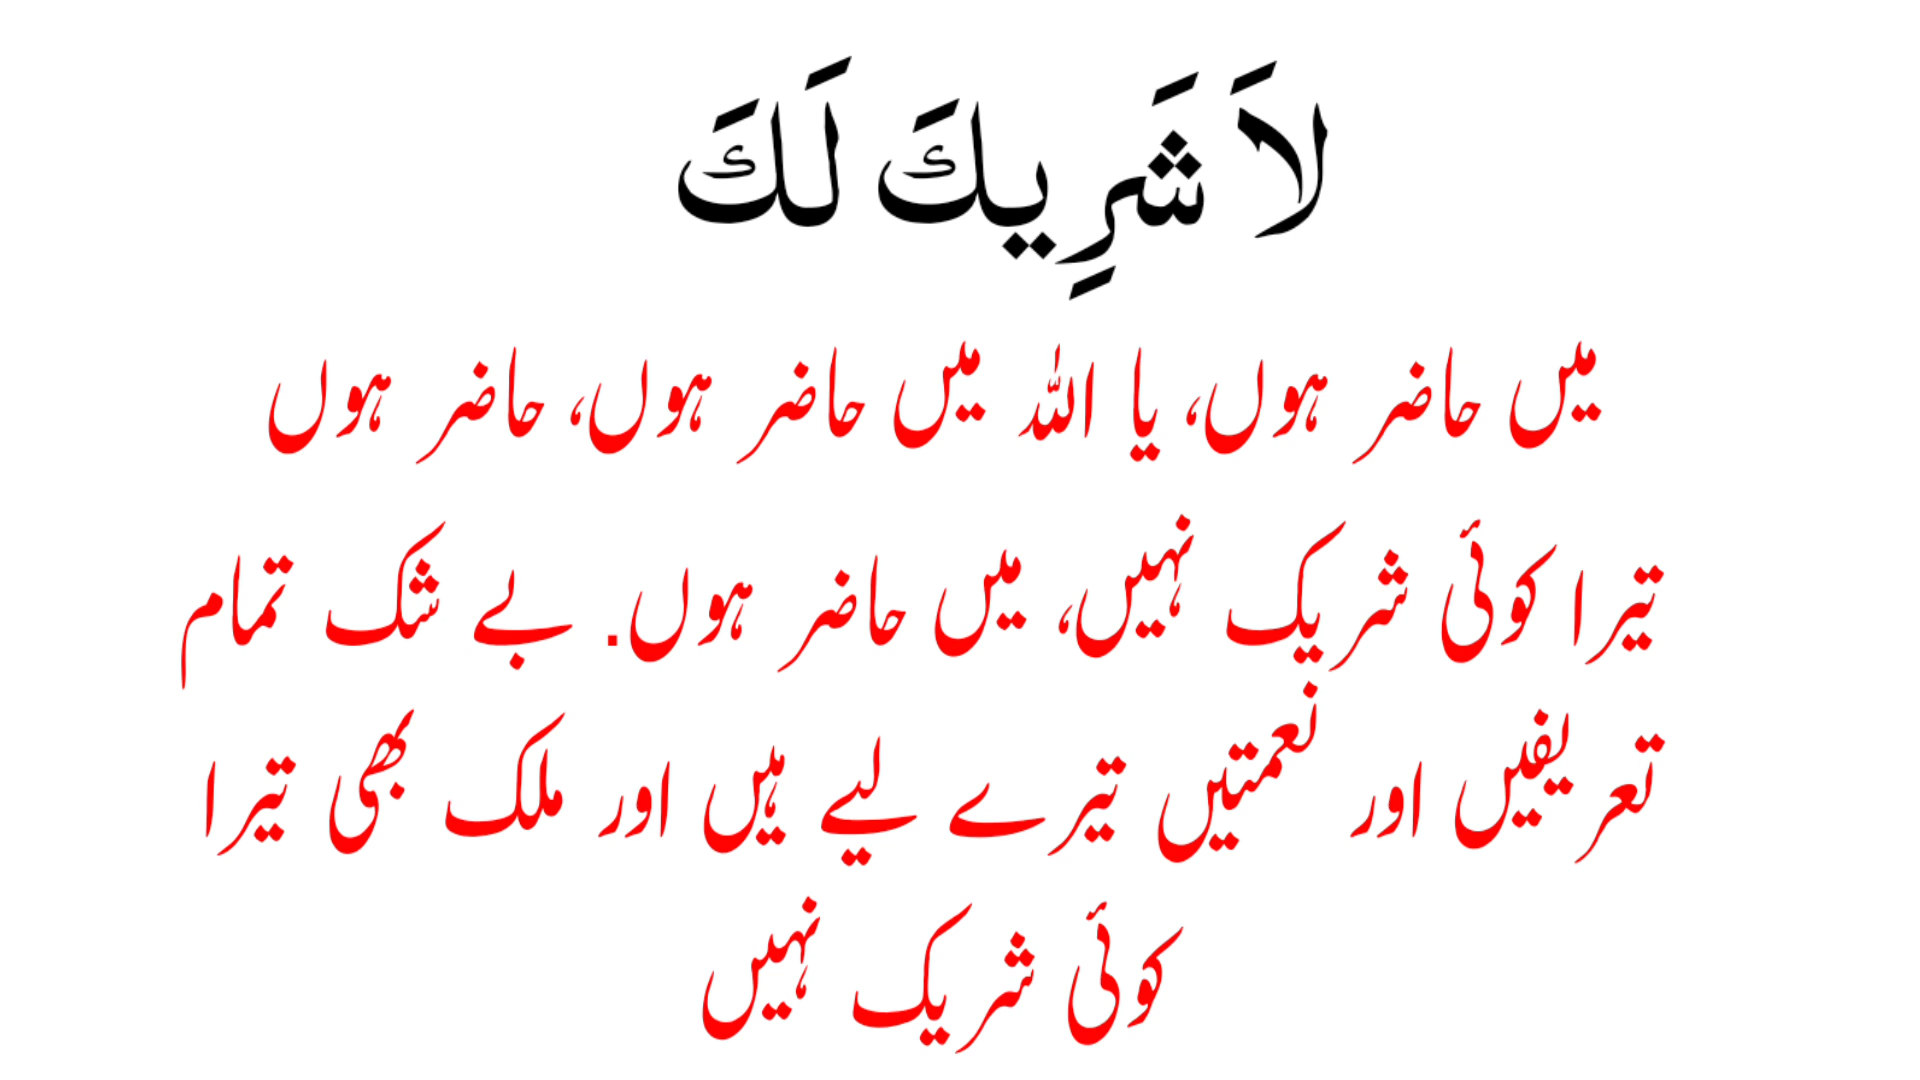 لاَ شَرِيكَ لَكَ
میں حاضر ہوں، یا اللہ میں حاضر ہوں، حاضر ہوں
تیرا کوئی شریک نہیں، میں حاضر ہوں. بے شک تمام
تعریفیں اور نعمتیں تیرے لیے ہیں اور ملک بھی تیرا
کوئی شریک نہیں